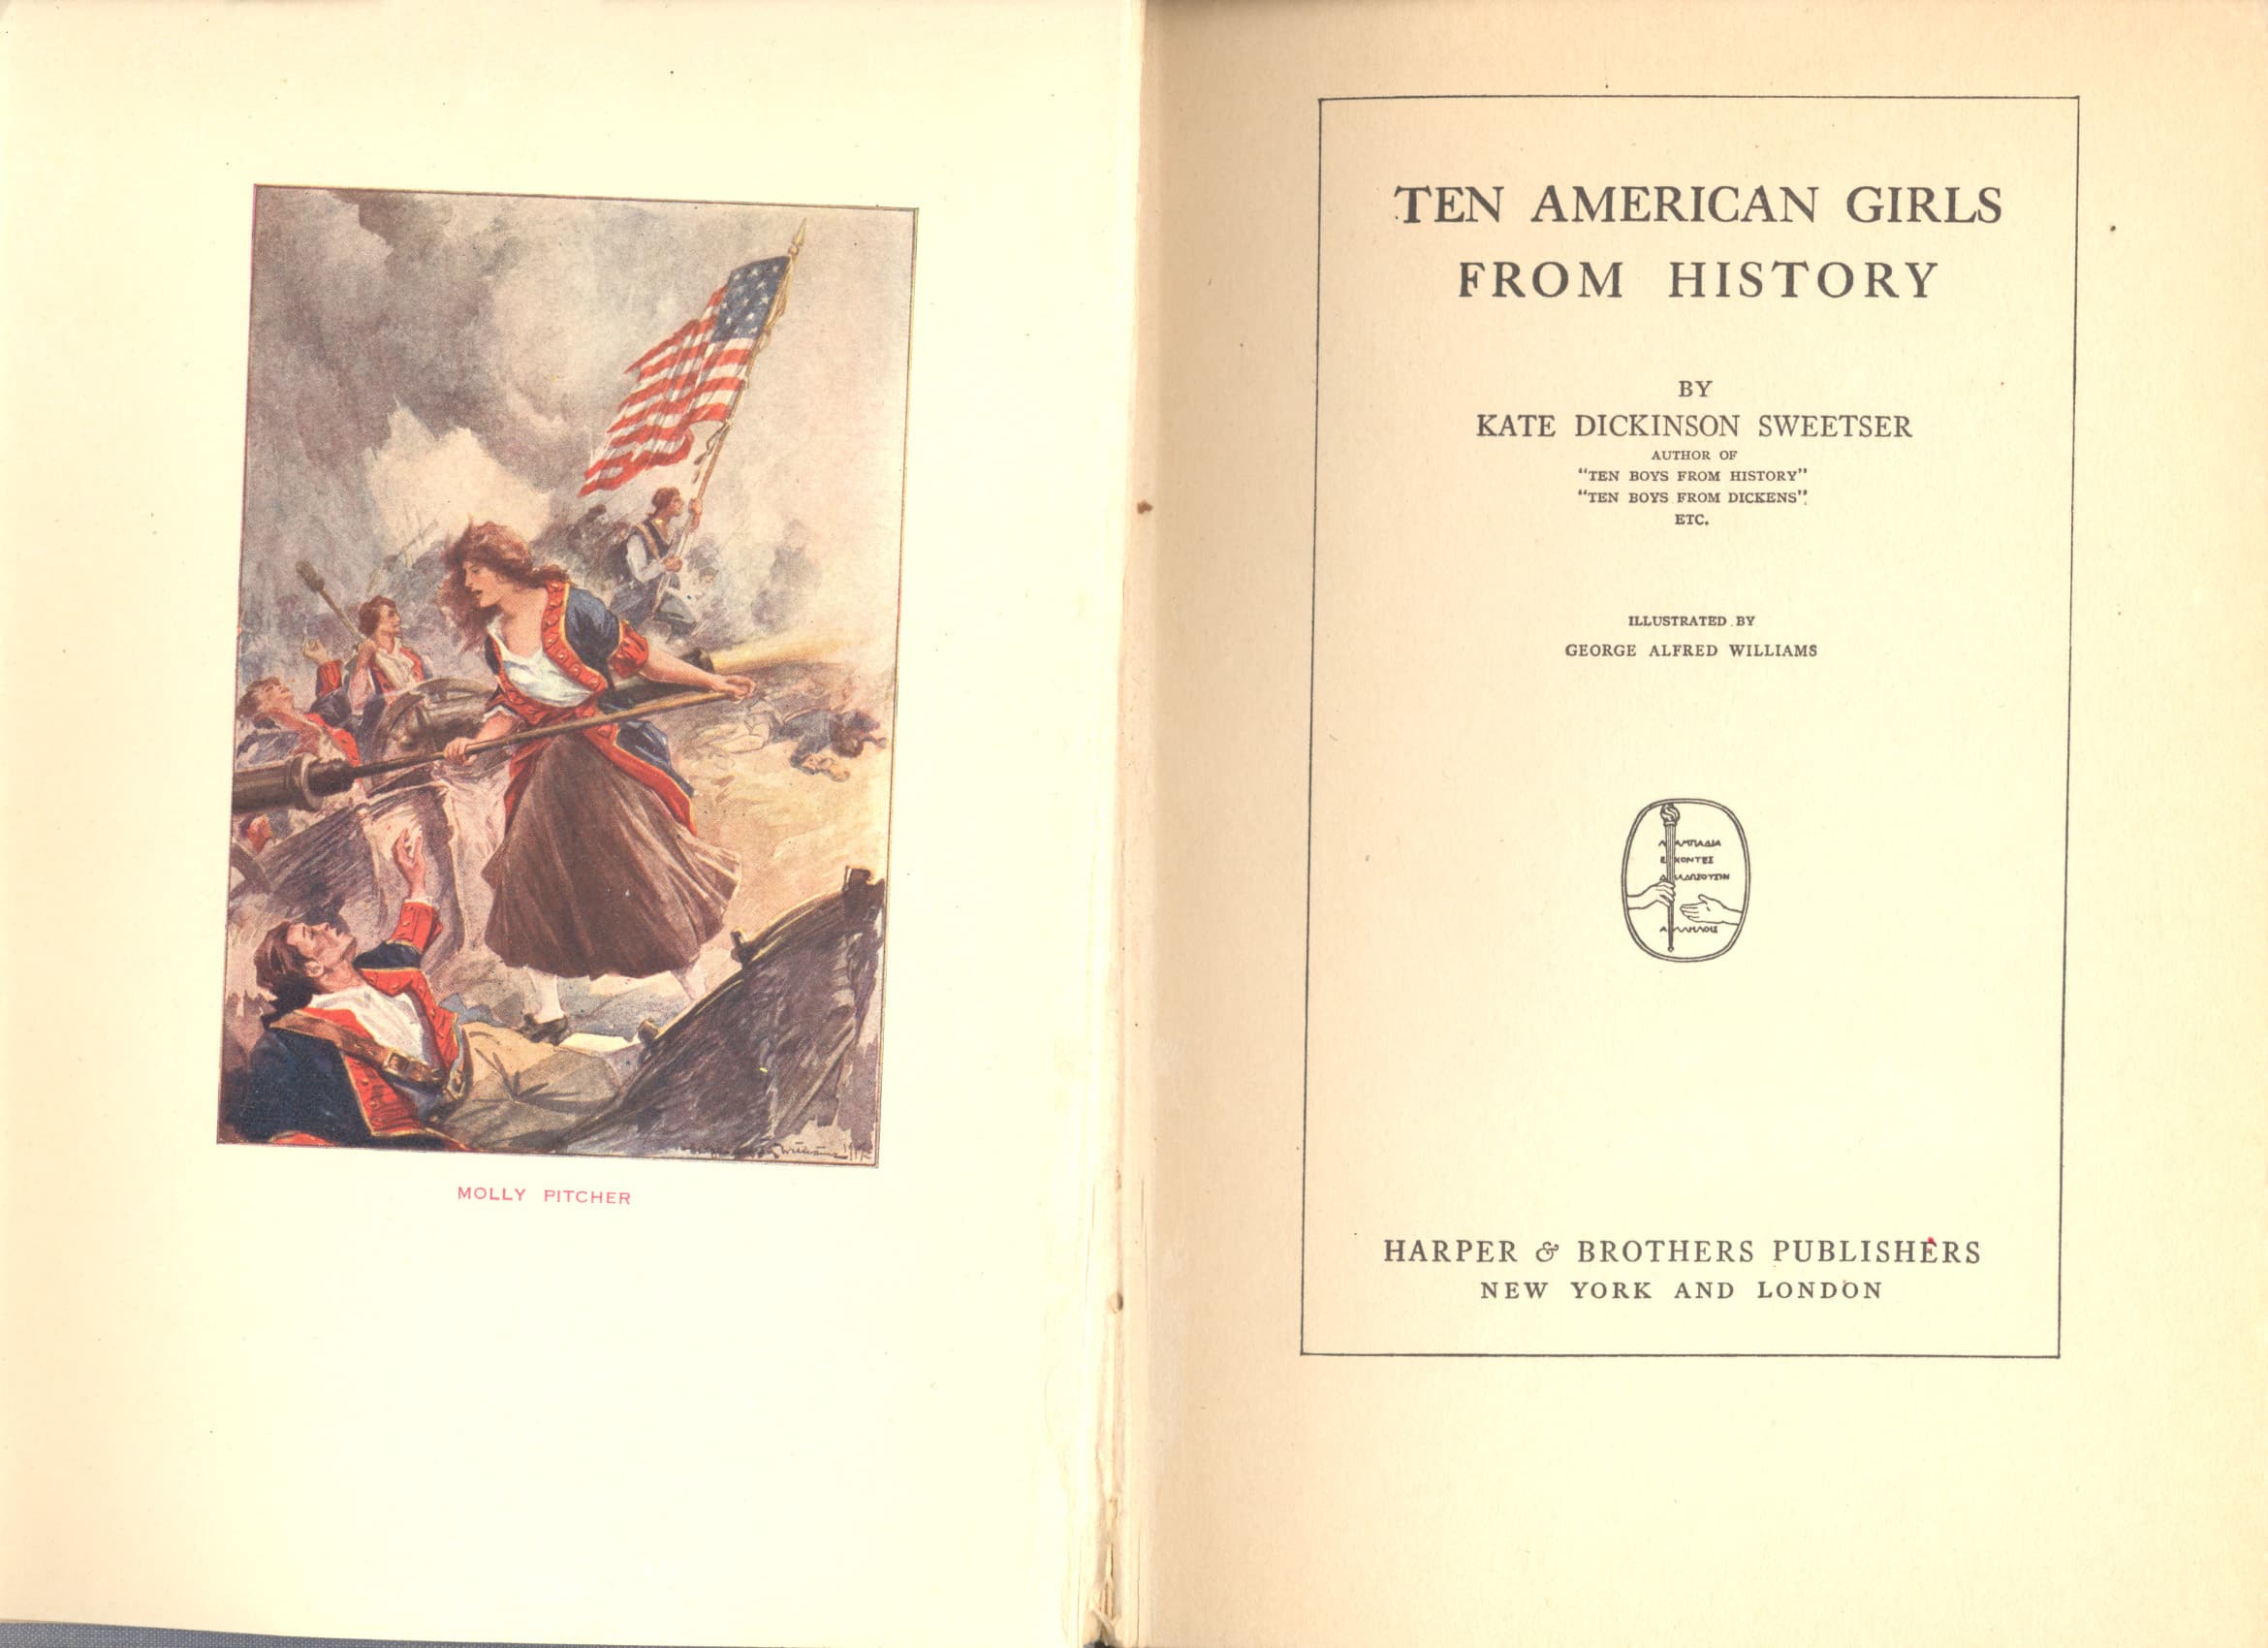 MOLLY PITCHER
TEN AMERICAN GIRLS
FROM HISTORY
BY
KATE DICKINSON SWEETSER
AUTHOR OF
"TEN BOYS FROM HISTORY"
"TEN BOYS FROM DICKENS"
ETC.
ILLUSTRATED BY
GEORGE ALFRED WILLIAMS
HARPER & BROTHERS PUBLISHERS
NEW YORK AND LONDON